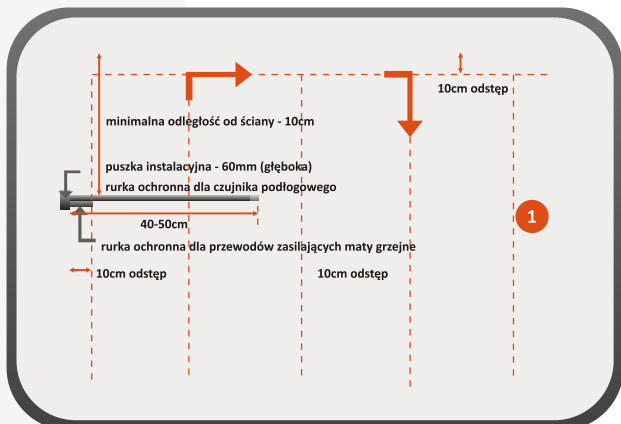 10cm odstęp
minimalna odległość od ściany - 10cm
puszka instalacyjna - 60mm (głęboka)
rurka ochronna dla czujnika podłogowego
40-50cm
1
rurka ochronna dla przewodów zasilających maty grzejne
10cm odstęp
10cm odstęp